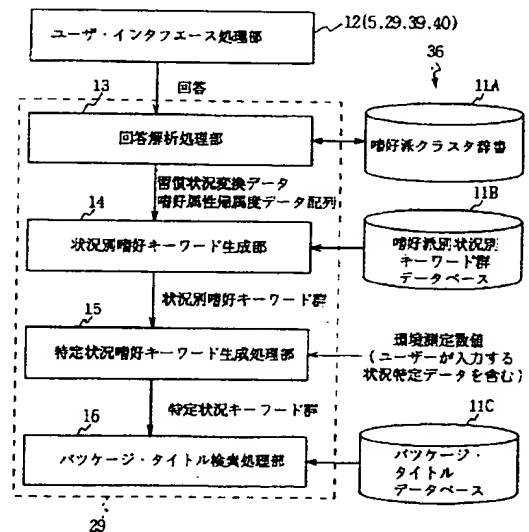 ユーザ・インタフエース処理部
12(5,29,39,40)
36
回答
13
回答解析処理部
11A
嗜好派クラスタ辞書
習慣状況変換データ
嗜好属性帰属度データ配列
14
状況別嗜好キーワード生成部
11B
嗜好派別状況別
キーワード群
データベース
状況別嗜好キーワード群
15
特定状況嗜好キーワード生成処理部
環境測定数値
(ユーザーが入力する
状況特定データを含む)
特定状況キーワード群
16
パツケージ・タイトル検索処理部
11C
パツケージ・
タイトル
データベース
29